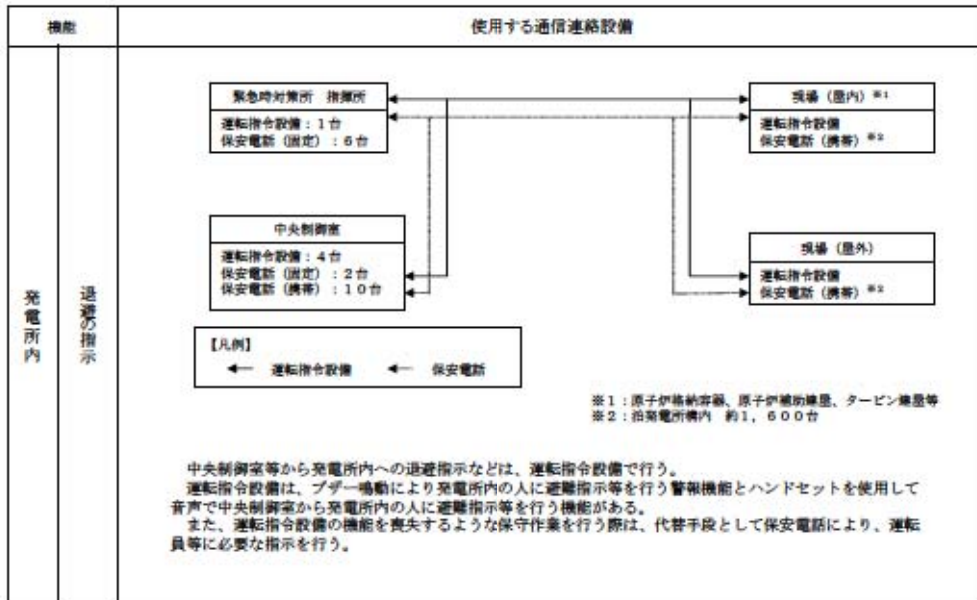 機能
使用する通信連絡設備
発電所内
退避の指示
緊急時対策所 指揮所
運転指令設備:1台
保安電話(固定):6台
現場(屋内)※1
運転指令設備
保安電話(携帯)※2
中央制御室
運転指令設備:4台
保安電話(固定):2台
保安電話(携帯):10台
現場(屋外)
運転指令設備
保安電話(携帯)※2
【凡例】
運転指令設備 保安電話
※1:原子炉格納容器、原子炉補助建屋、タービン建屋等
※2:泊発電所構内 約1,600台
中央制御室等から発電所内への退避指示などは、運転指令設備で行う。
運転指令設備は、ブザー鳴動により発電所内の人に避難指示等を行う警報機能とハンドセットを使用して
音声で中央制御室から発電所内の人に避難指示等を行う機能がある。
また、運転指令設備の機能を喪失するような保守作業を行う際は、代替手段として保安電話により、運転
員等に必要な指示を行う。